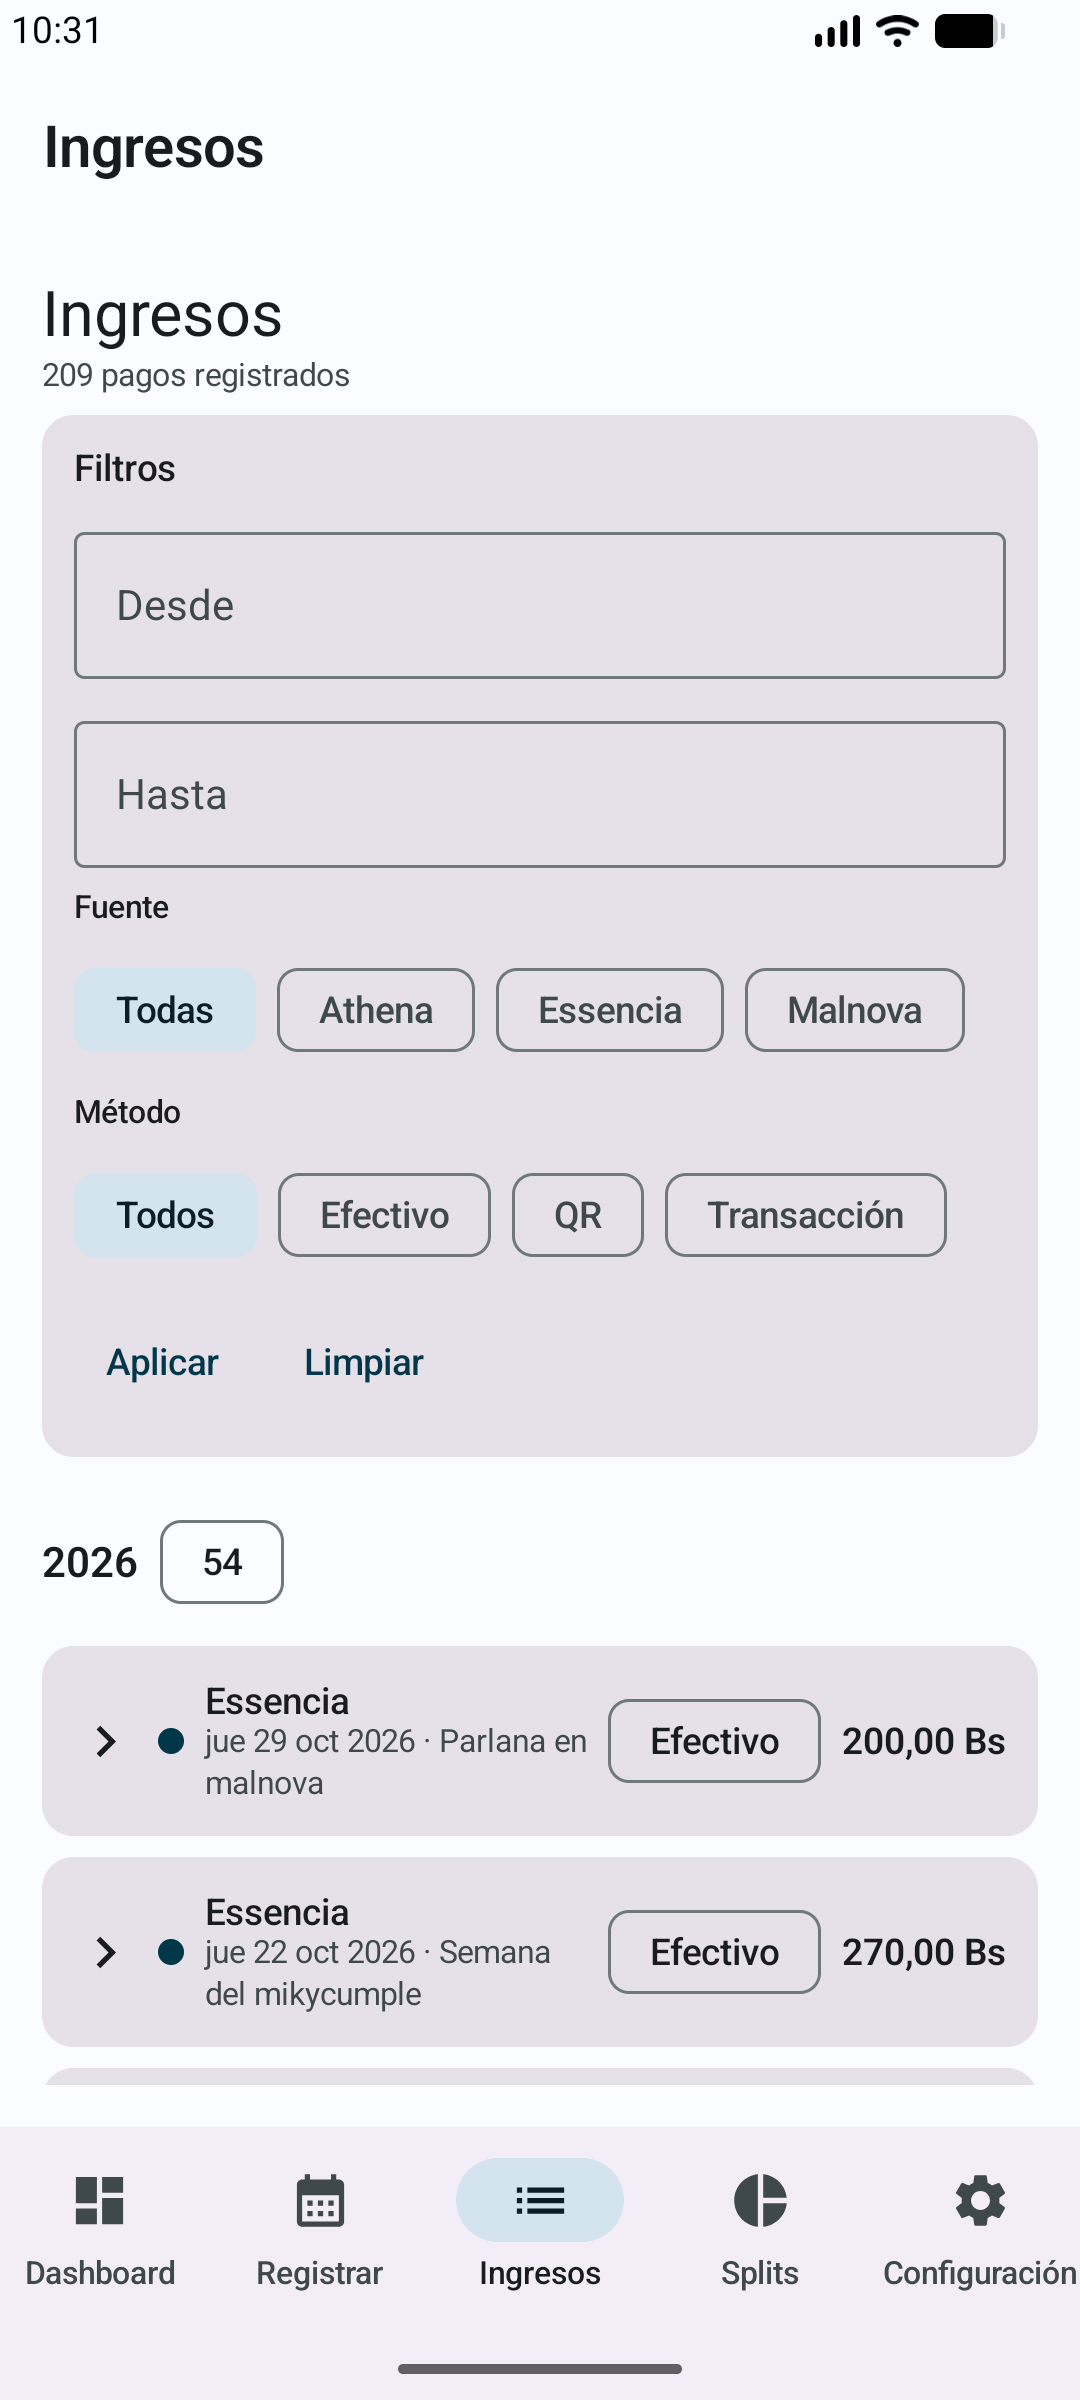 10:31
Ingresos
Ingresos
209 pagos registrados
Filtros
Desde
Hasta
Fuente
Todas Athena Essencia Malnova
Método
Todos Efectivo QR Transacción
Aplicar Limpiar
2026 54
Essencia
jue 29 oct 2026 · Parlana en
malnova
Efectivo 200,00 Bs
Essencia
jue 22 oct 2026 · Semana
del mikycumple
Efectivo 270,00 Bs
Dashboard Registrar Ingresos Splits Configuración